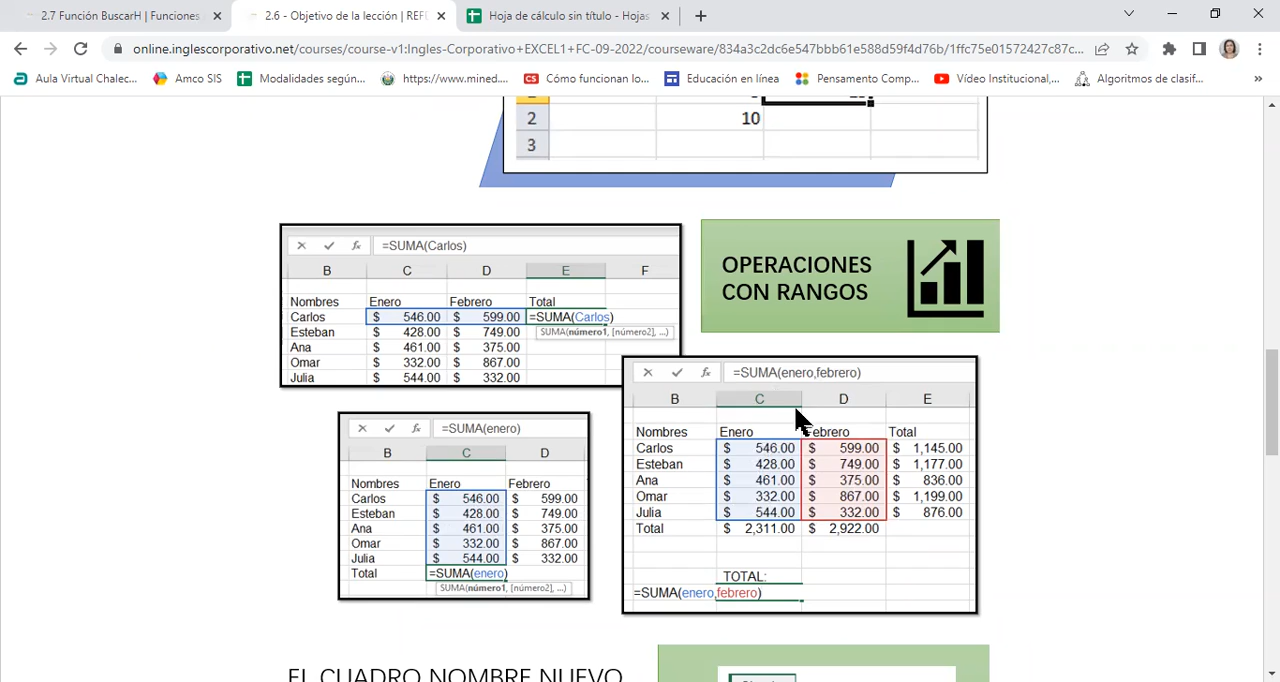 2.7 Función BuscarH | Funciones
2.6 - Objetivo de la lección | REFU
Hoja de cálculo sin título - Hojas
online.inglescorporativo.net/courses/course-v1:Ingles-Corporativo+EXCEL1+FC-09-2022/courseware/834a3c2dc6e547bbb61e588d59f4d76b/1ffc75e01572427c87c...
Aula Virtual Chalec...
Amco SIS
Modalidades según...
https://www.mined...
Cómo funcionan lo...
Educación en línea
Pensamiento Comp...
Vídeo Institucional,...
Algoritmos de clasif...
»
2 10
3
=SUMA(Carlos)
B C D E F
Nombres Enero Febrero Total
Carlos $ 546.00 $ 599.00 =SUMA(Carlos)
Esteban $ 428.00 $ 749.00 SUMA(número1, [número2], ...)
Ana $ 461.00 $ 375.00
Omar $ 332.00 $ 867.00
Julia $ 544.00 $ 332.00
OPERACIONES
CON RANGOS
=SUMA(enero)
B C D
Nombres Enero Febrero
Carlos $ 546.00 $ 599.00
Esteban $ 428.00 $ 749.00
Ana $ 461.00 $ 375.00
Omar $ 332.00 $ 867.00
Julia $ 544.00 $ 332.00
Total =SUMA(enero)
SUMA(número1, [número2], ...)
=SUMA(enero,febrero)
B C D E
Nombres Enero Febrero Total
Carlos $ 546.00 $ 599.00 $ 1,145.00
Esteban $ 428.00 $ 749.00 $ 1,177.00
Ana $ 461.00 $ 375.00 $ 836.00
Omar $ 332.00 $ 867.00 $ 1,199.00
Julia $ 544.00 $ 332.00 $ 876.00
Total $ 2,311.00 $ 2,922.00
TOTAL:
=SUMA(enero,febrero)
EL CUADRO NOMBRE NUEVO